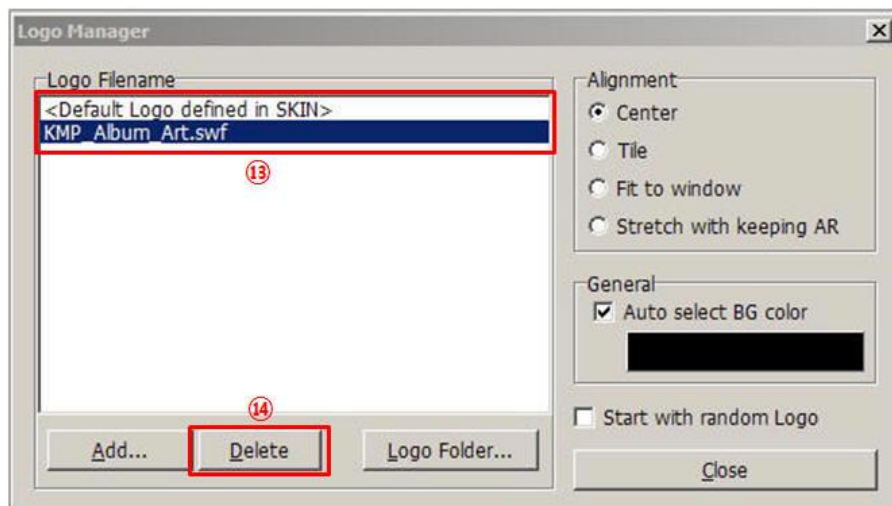 Logo Manager
Logo Filename
<Default Logo defined in SKIN>
KMP_Album_Art.swf
⑬
⑭
Add...
Delete
Logo Folder...
Alignment
Center
Tile
Fit to window
Stretch with keeping AR
General
Auto select BG color
Start with random Logo
Close